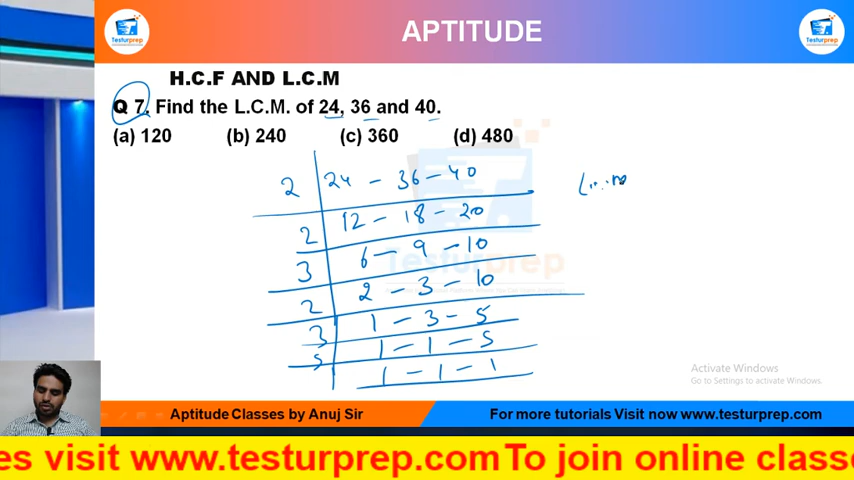 Testurprep
APTITUDE
Testurprep
H.C.F AND L.C.M
Q 7. Find the L.C.M. of 24, 36 and 40.
(a) 120 (b) 240 (c) 360 (d) 480
2 24 - 36 - 40
2 12 - 18 - 20
3 6 - 9 - 10
2 2 - 3 - 10
3 1 - 3 - 5
5 1 - 1 - 5
1 - 1 - 1
Testurprep
Activate Windows
Go to Settings to activate Windows.
Aptitude Classes by Anuj Sir
For more tutorials Visit now www.testurprep.com
es visit www.testurprep.com To join online classe